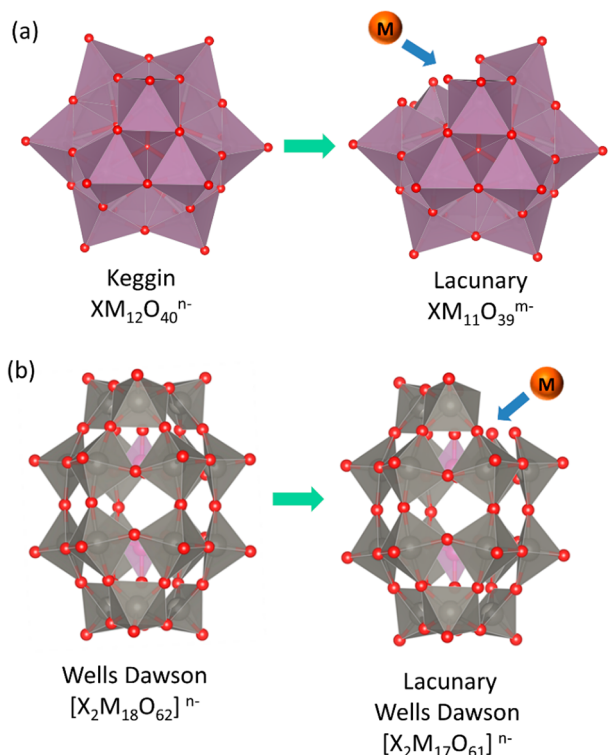 (a)
M
Keggin
XM₁₂O₄₀ⁿ⁻
Lacunary
XM₁₁O₃₉ᵐ⁻
(b)
M
Wells Dawson
[X₂M₁₈O₆₂] ⁿ⁻
Lacunary
Wells Dawson
[X₂M₁₇O₆₁] ⁿ⁻